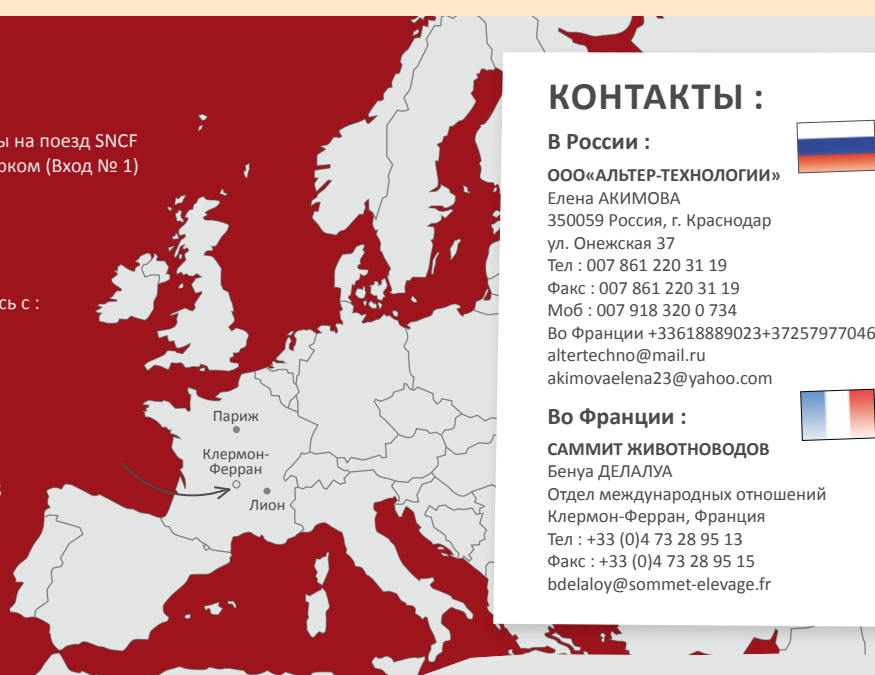 ы на поезд SNCF
рком (Вход № 1)
сь с :
Париж
Клермон-
Ферран
Лион
КОНТАКТЫ :
В России :
ООО«АЛЬТЕР-ТЕХНОЛОГИИ»
Елена АКИМОВА
350059 Россия, г. Краснодар
ул. Онежская 37
Тел : 007 861 220 31 19
Факс : 007 861 220 31 19
Моб : 007 918 320 0 734
Во Франции +33618889023+37257977046
altertechno@mail.ru
akimovaelena23@yahoo.com
Во Франции :
САММИТ ЖИВОТНОВОДОВ
Бенуа ДЕЛАЛУА
Отдел международных отношений
Клермон-Ферран, Франция
Тел : +33 (0)4 73 28 95 13
Факс : +33 (0)4 73 28 95 15
bdelaloy@sommet-elevage.fr